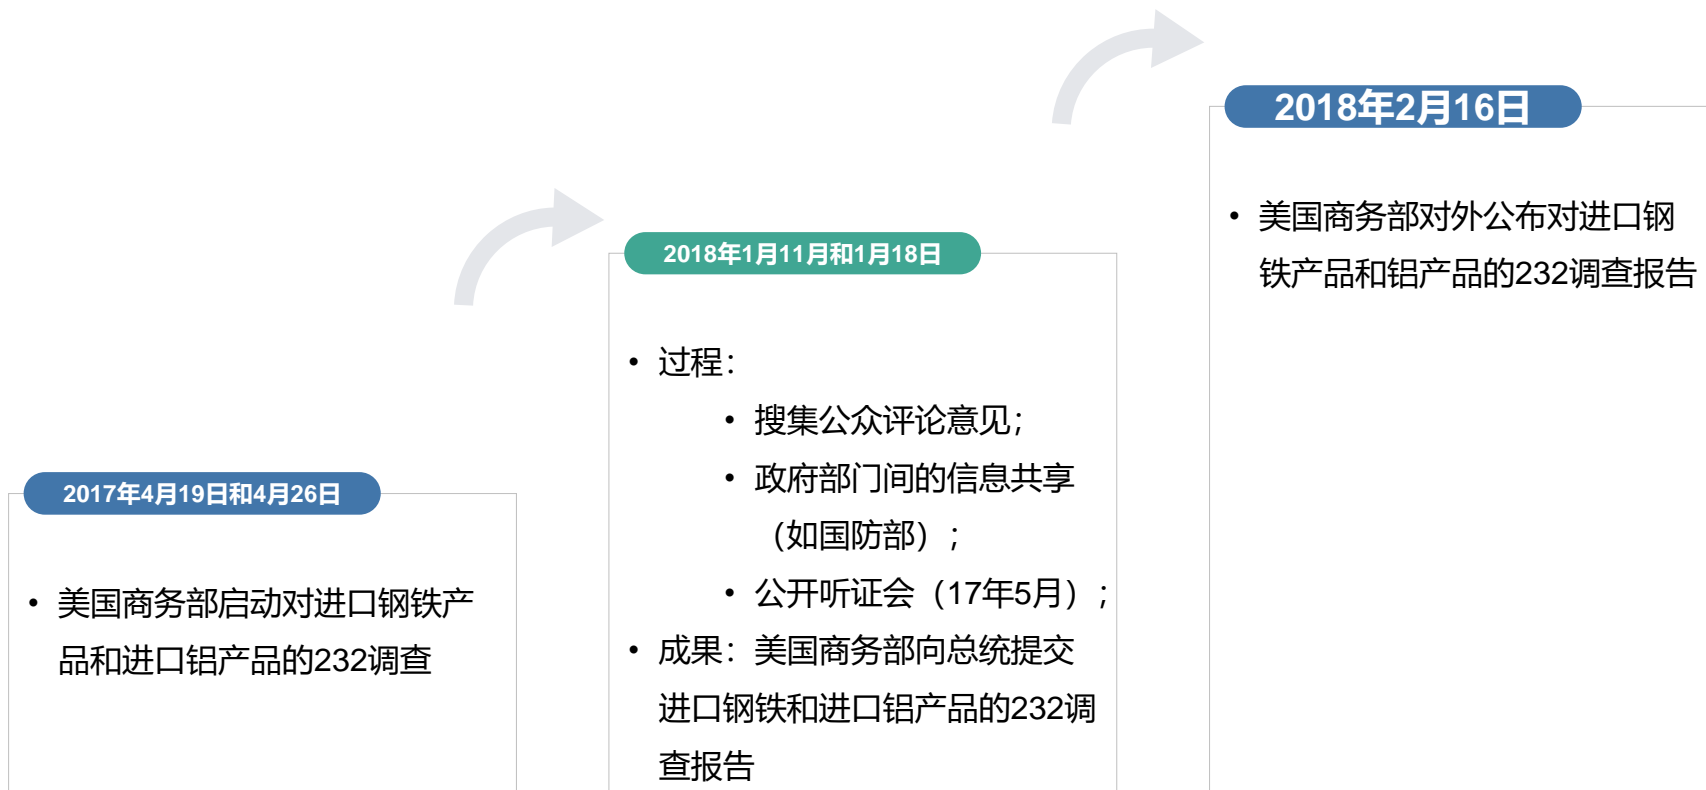 2017年4月19日和4月26日
• 美国商务部启动对进口钢铁产
品和进口铝产品的232调查
2018年1月11月和1月18日
• 过程：
• 搜集公众评论意见；
• 政府部门间的信息共享
（如国防部）；
• 公开听证会（17年5月）；
• 成果：美国商务部向总统提交
进口钢铁和进口铝产品的232调
查报告
2018年2月16日
• 美国商务部对外公布对进口钢
铁产品和铝产品的232调查报告